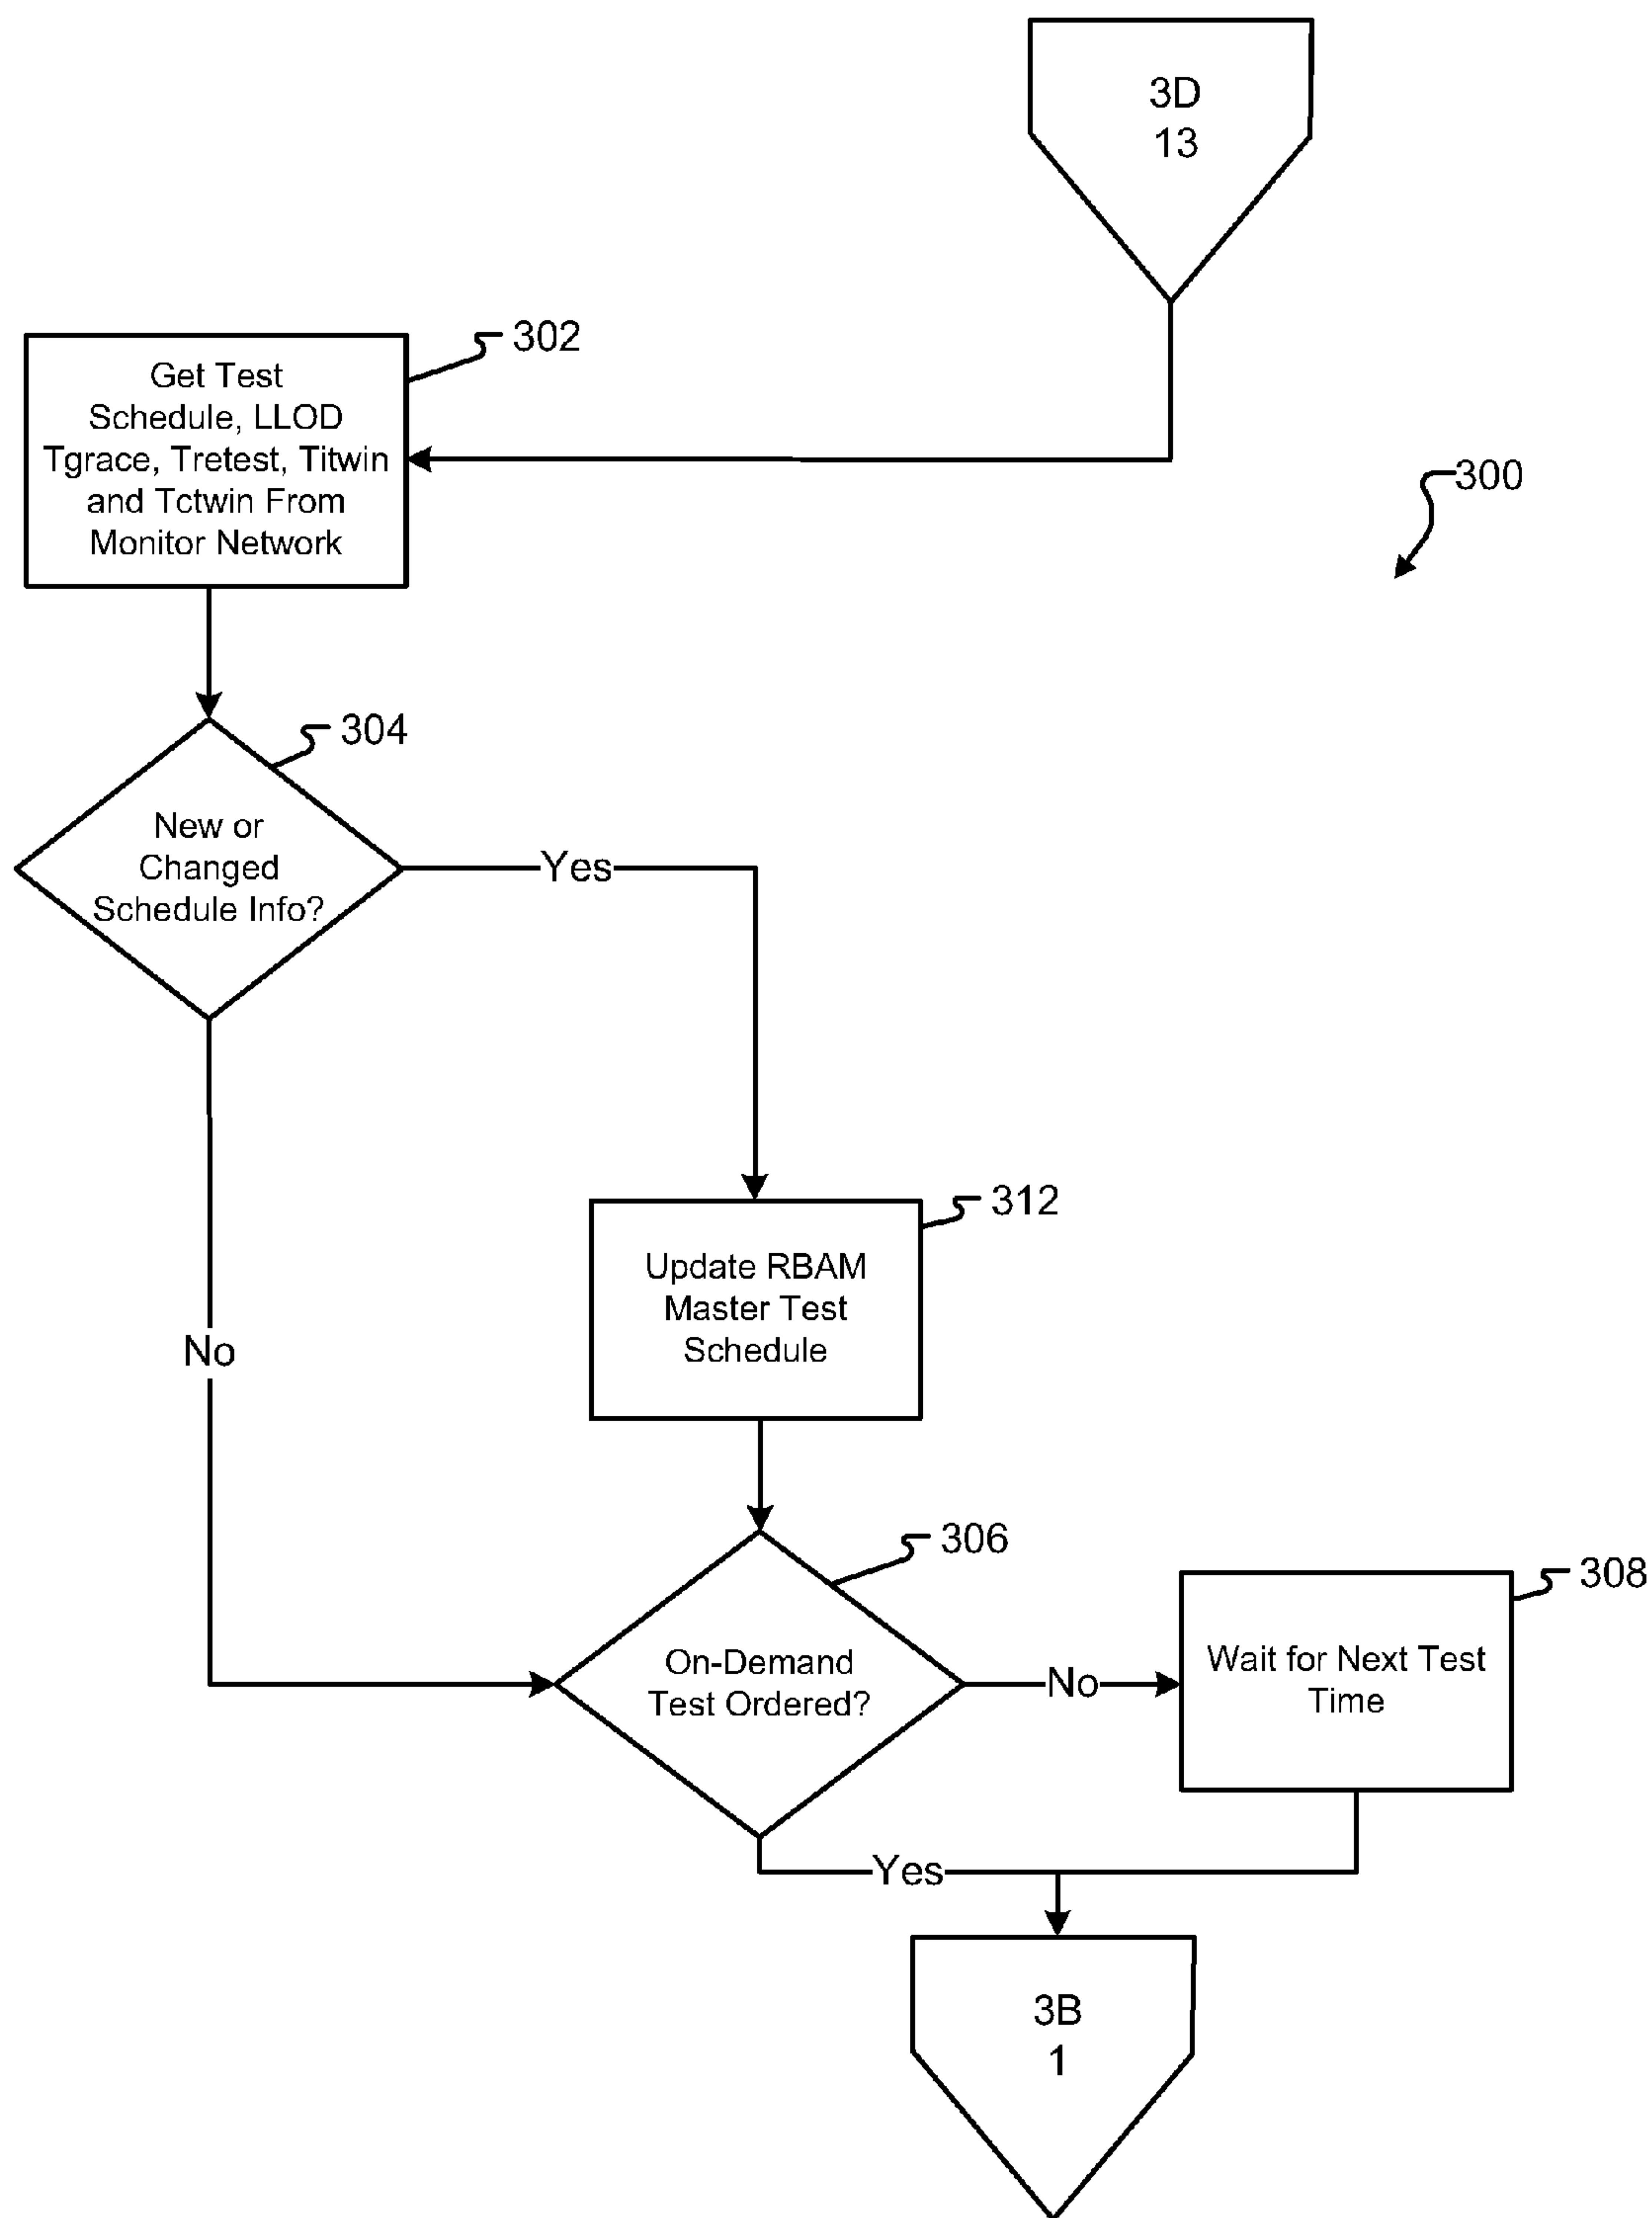 3D
13
302
Get Test
Schedule, LLOD
Tgrace, Tretest, Titwin
and Tctwin From
Monitor Network
300
304
New or
Changed
Schedule Info?
Yes
312
Update RBAM
Master Test
Schedule
No
306
On-Demand
Test Ordered?
No
308
Wait for Next Test
Time
Yes
3B
1